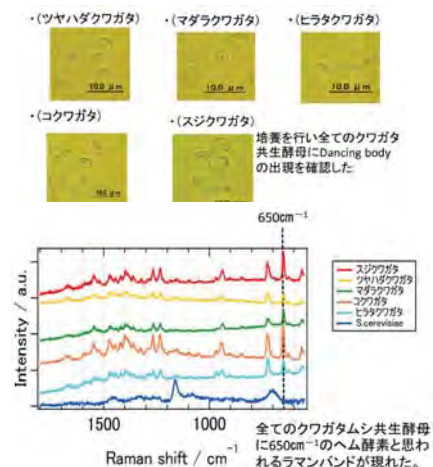 ・(ツヤハダクワガタ)
・(マダラクワガタ)
・(ヒラタクワガタ)
10.0 μm
10.0 μm
10.0 μm
・(コクワガタ)
・(スジクワガタ)
培養を行い全てのクワガタ
共生酵母にDancing body
の出現を確認した
650cm⁻¹
スジクワガタ
ツヤハダクワガタ
マダラクワガタ
コクワガタ
ヒラタクワガタ
S.cerevisiae
Intensity / a.u.
1500
1000
Raman shift / cm⁻¹
全てのクワガタムシ共生酵母
に650cm⁻¹のヘム酵素と思わ
れるラマンバンドが現れた。